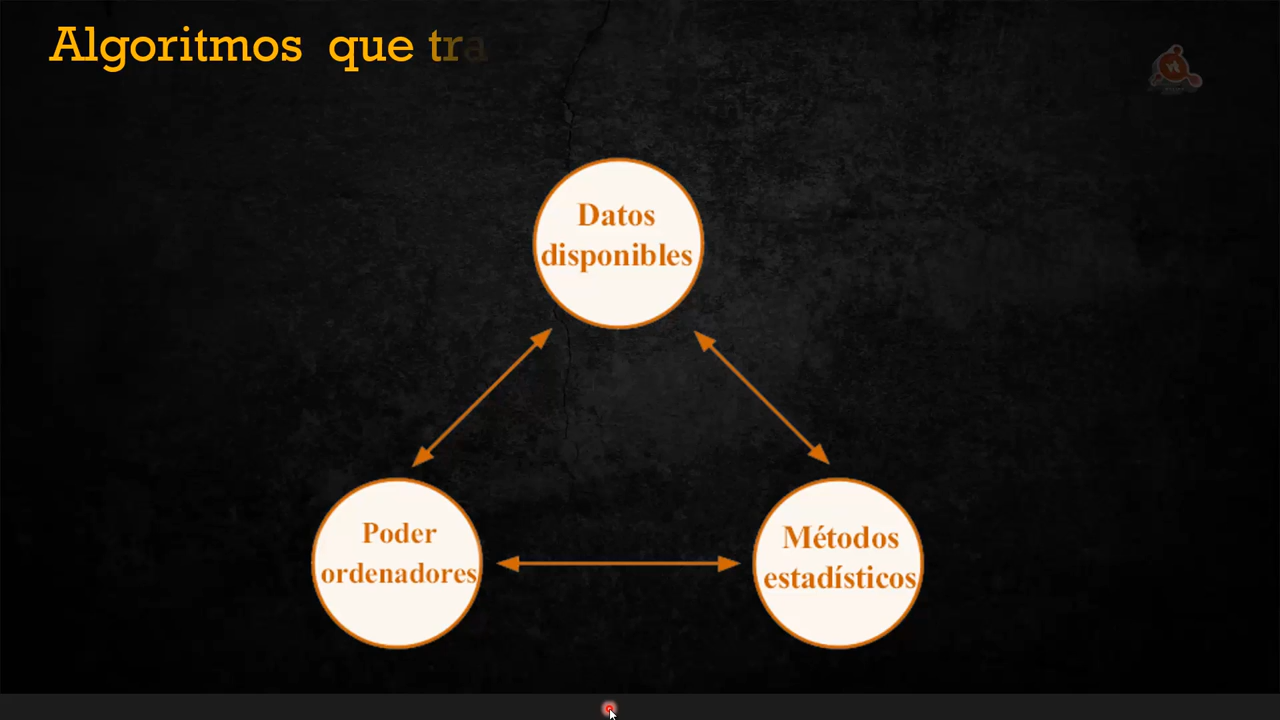 Algoritmos que tra
Datos
disponibles
Poder
ordenadores
Métodos
estadísticos